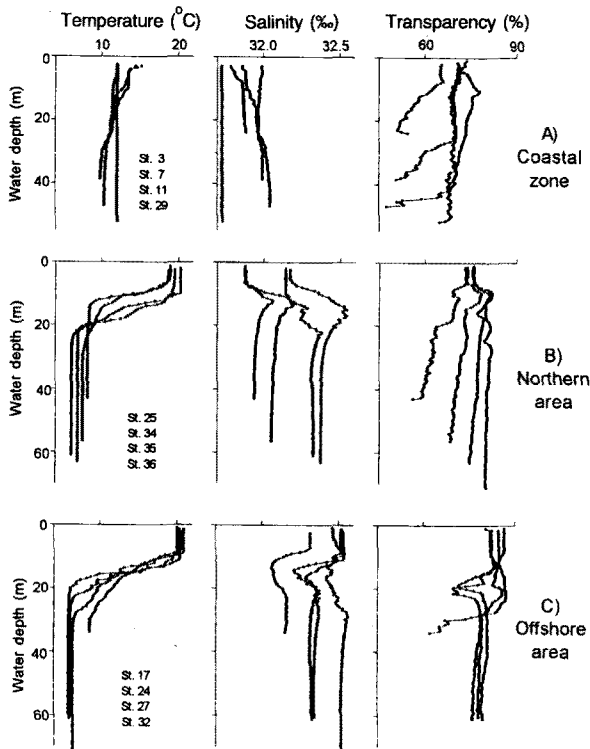 Temperature (°C)
Salinity (‰)
Transparency (%)
10
20
32.0
32.5
60
90
0
20
40
Water depth (m)
St. 3
St. 7
St. 11
St. 29
A)
Coastal
zone
0
20
40
60
Water depth (m)
St. 25
St. 34
St. 35
St. 36
B)
Northern
area
0
20
40
60
Water depth (m)
St. 17
St. 24
St. 27
St. 32
C)
Offshore
area